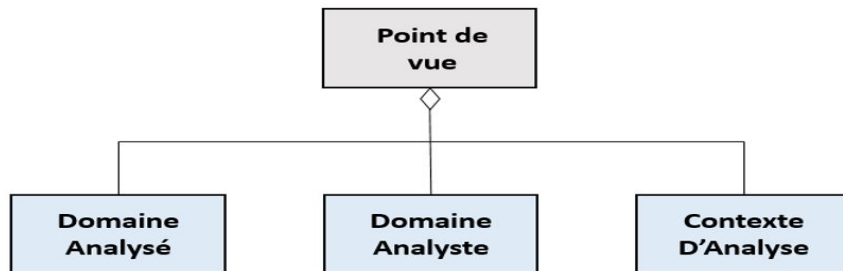 Point de
vue
Domaine
Analysé
Domaine
Analyste
Contexte
D'Analyse